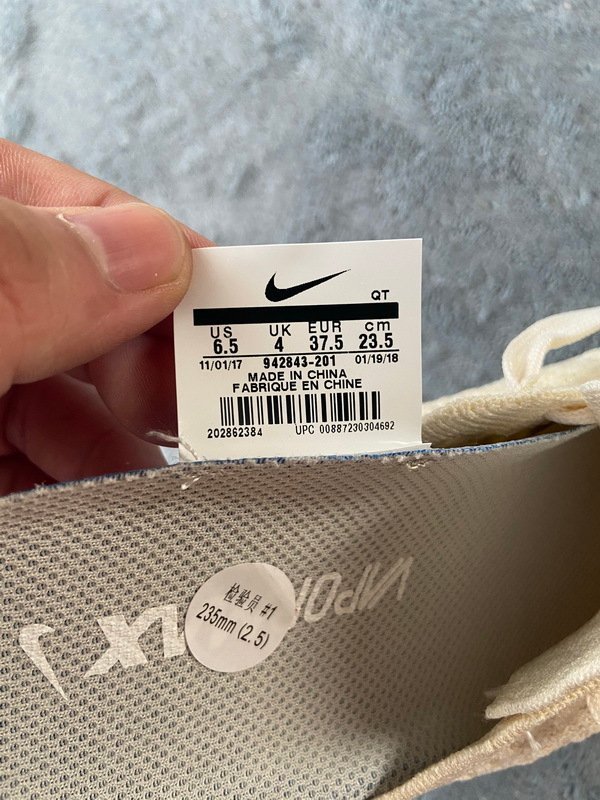 QT
US UK EUR cm
6.5 4 37.5 23.5
11/01/17 942843-201 01/19/18
MADE IN CHINA
FABRIQUE EN CHINE
202862384 UPC 00887230304692
VAPOR
X
检验员 #1
235mm (2.5)